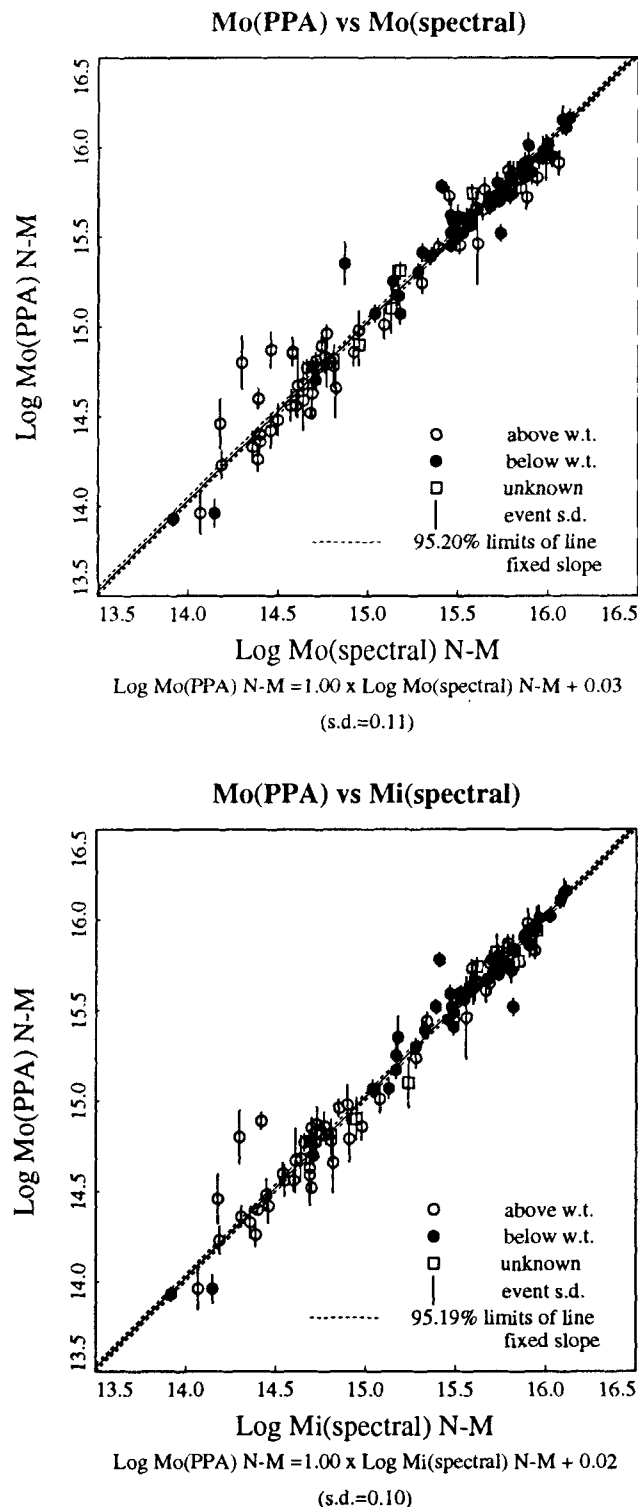 Mo(PPA) vs Mo(spectral)
Log Mo(PPA) N-M
16.5
16.0
15.5
15.0
14.5
14.0
13.5
above w.t.
below w.t.
unknown
event s.d.
95.20% limits of line
fixed slope
13.5 14.0 14.5 15.0 15.5 16.0 16.5
Log Mo(spectral) N-M
Log Mo(PPA) N-M =1.00 x Log Mo(spectral) N-M + 0.03
(s.d.=0.11)
Mo(PPA) vs Mi(spectral)
Log Mo(PPA) N-M
16.5
16.0
15.5
15.0
14.5
14.0
13.5
above w.t.
below w.t.
unknown
event s.d.
95.19% limits of line
fixed slope
13.5 14.0 14.5 15.0 15.5 16.0 16.5
Log Mi(spectral) N-M
Log Mo(PPA) N-M =1.00 x Log Mi(spectral) N-M + 0.02
(s.d.=0.10)